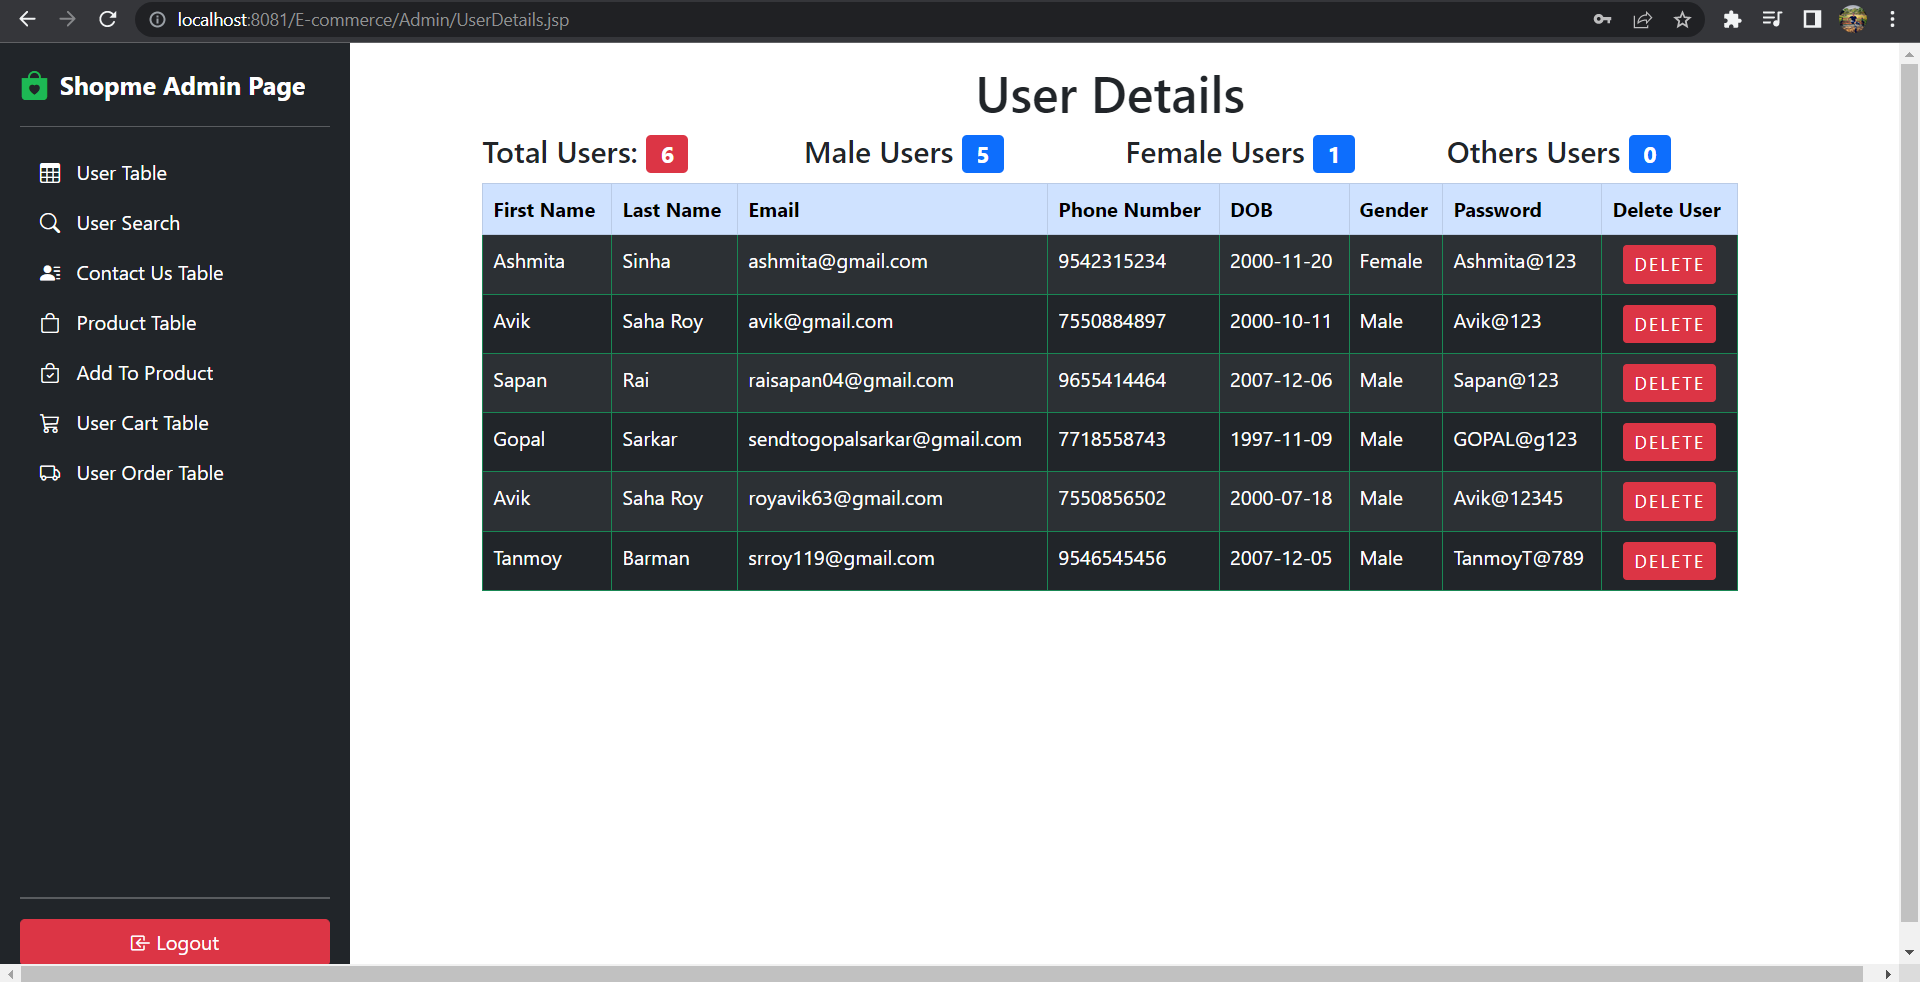 localhost:8081/E-commerce/Admin/UserDetails.jsp
Shopme Admin Page
User Table
User Search
Contact Us Table
Product Table
Add To Product
User Cart Table
User Order Table
Logout
User Details
Total Users: 6 Male Users 5 Female Users 1 Others Users 0
First Name Last Name Email Phone Number DOB Gender Password Delete User
Ashmita Sinha ashmita@gmail.com 9542315234 2000-11-20 Female Ashmita@123 DELETE
Avik Saha Roy avik@gmail.com 7550884897 2000-10-11 Male Avik@123 DELETE
Sapan Rai raisapan04@gmail.com 9655414464 2007-12-06 Male Sapan@123 DELETE
Gopal Sarkar sendtogopalsarkar@gmail.com 7718558743 1997-11-09 Male GOPAL@g123 DELETE
Avik Saha Roy royavik63@gmail.com 7550856502 2000-07-18 Male Avik@12345 DELETE
Tanmoy Barman srroy119@gmail.com 9546545456 2007-12-05 Male TanmoyT@789 DELETE